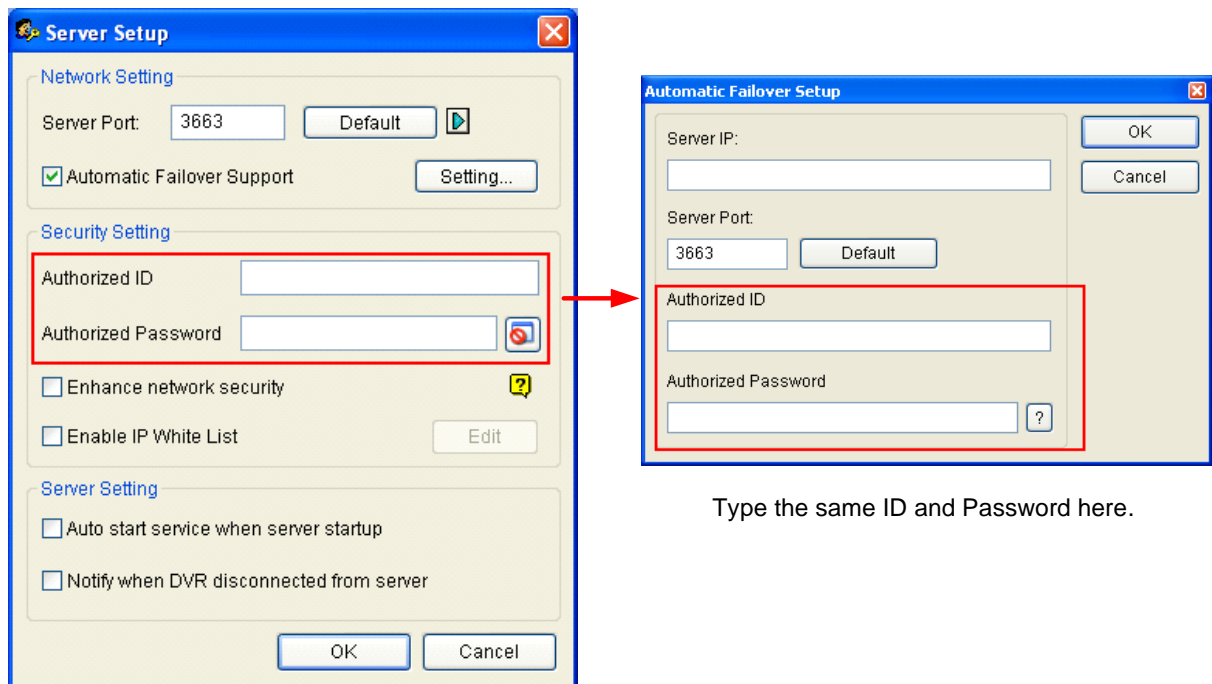 Server Setup
Network Setting
Server Port: 3663 Default
Automatic Failover Support Setting...
Security Setting
Authorized ID
Authorized Password
Enhance network security ?
Enable IP White List Edit
Server Setting
Auto start service when server startup
Notify when DVR disconnected from server
OK Cancel
Automatic Failover Setup
Server IP:
OK
Cancel
Server Port:
3663 Default
Authorized ID
Authorized Password
?
Type the same ID and Password here.